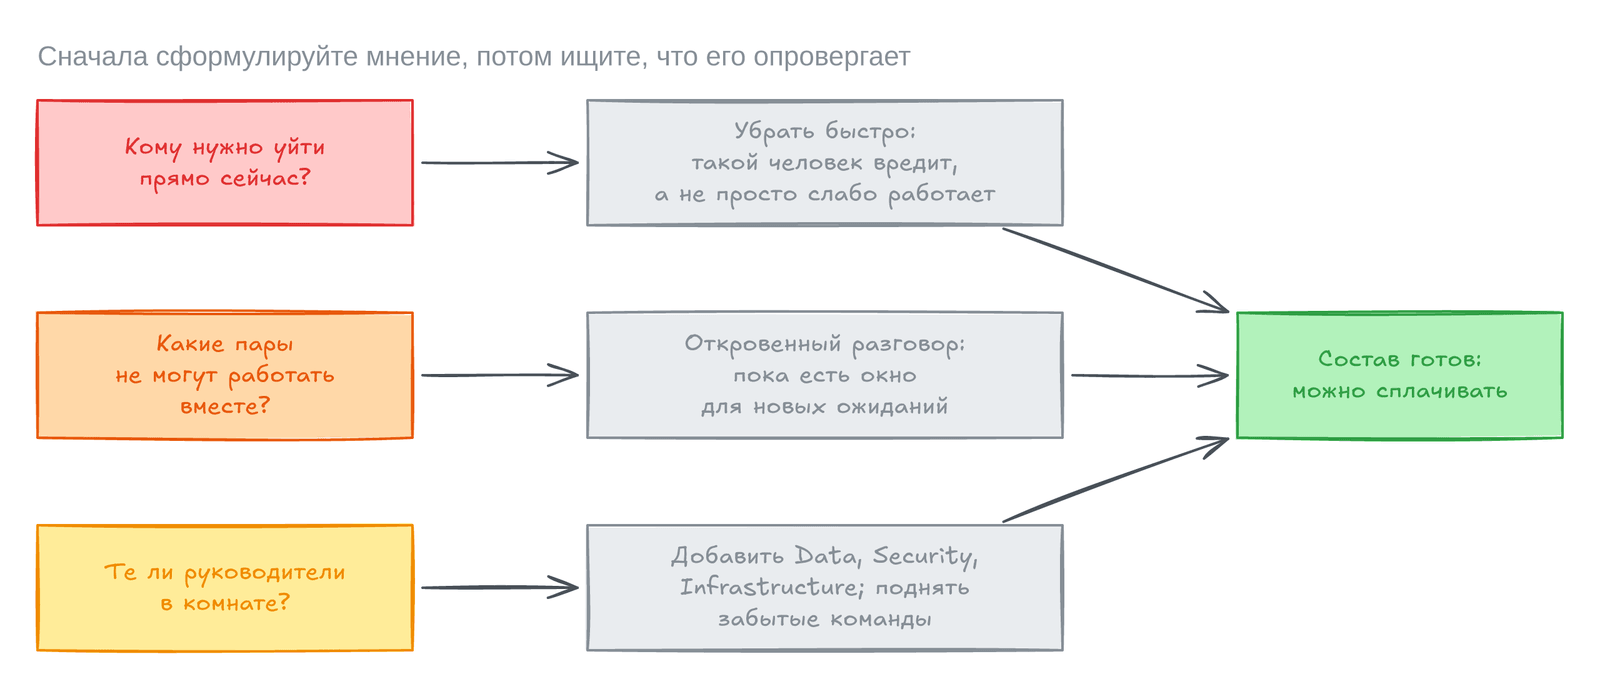 Сначала сформулируйте мнение, потом ищите, что его опровергает
Кому нужно уйти
прямо сейчас?
Убрать быстро:
такой человек вредит,
а не просто слабо работает
Какие пары
не могут работать
вместе?
Откровенный разговор:
пока есть окно
для новых ожиданий
Состав готов:
можно сплачивать
Те ли руководители
в комнате?
Добавить Data, Security,
Infrastructure; поднять
забытые команды